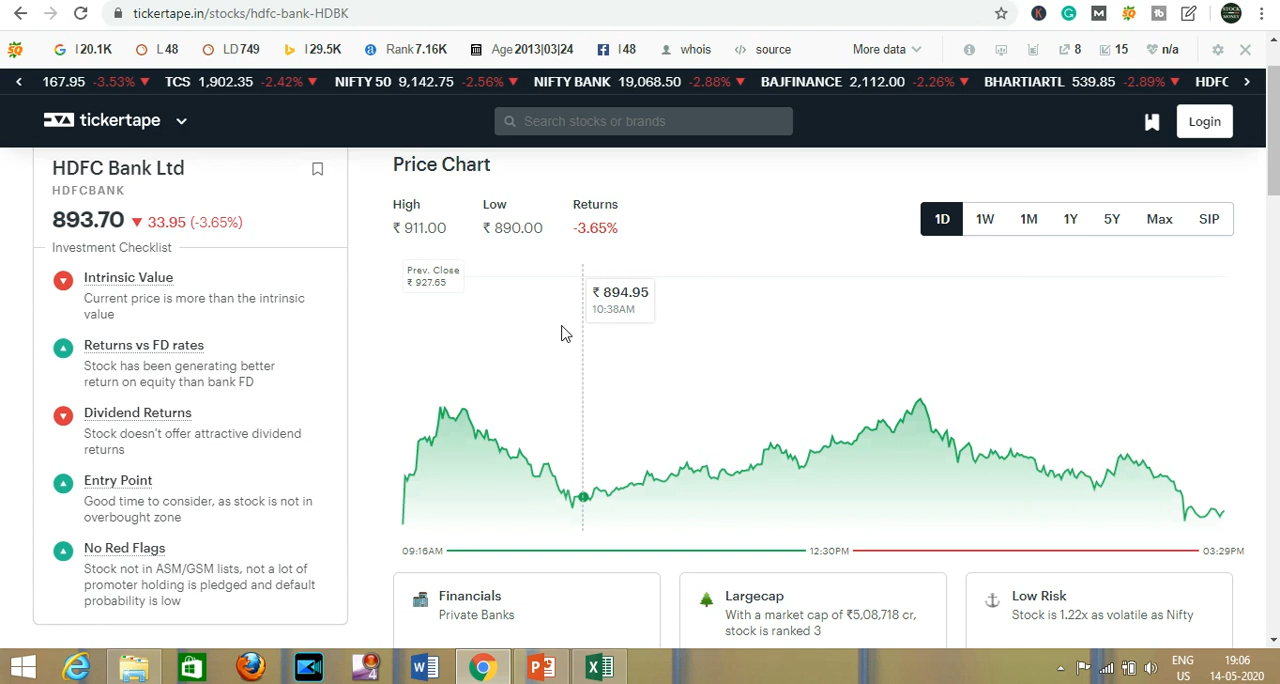 tickertape.in/stocks/hdfc-bank-HDBK
I 20.1K
L 48
LD 749
I 29.5K
Rank 7.16K
Age 2013|03|24
I 48
whois
source
More data
8
15
n/a
167.95 -3.53% ▼ TCS 1,902.35 -2.42% ▼ NIFTY 50 9,142.75 -2.56% ▼ NIFTY BANK 19,068.50 -2.88% ▼ BAJFINANCE 2,112.00 -2.26% ▼ BHARTIARTL 539.85 -2.89% ▼ HDFC
tickertape
Search stocks or brands
Login
HDFC Bank Ltd
HDFCBANK
893.70 ▼ 33.95 (-3.65%)
Investment Checklist
Intrinsic Value
Current price is more than the intrinsic
value
Returns vs FD rates
Stock has been generating better
return on equity than bank FD
Dividend Returns
Stock doesn't offer attractive dividend
returns
Entry Point
Good time to consider, as stock is not in
overbought zone
No Red Flags
Stock not in ASM/GSM lists, not a lot of
promoter holding is pledged and default
probability is low
Price Chart
High Low Returns
₹ 911.00 ₹ 890.00 -3.65%
1D 1W 1M 1Y 5Y Max SIP
Prev. Close
₹ 927.65
₹ 894.95
10:38AM
09:16AM 12:30PM 03:29PM
Financials
Private Banks
Largecap
With a market cap of ₹5,08,718 cr,
stock is ranked 3
Low Risk
Stock is 1.22x as volatile as Nifty
ENG
US
19:06
14-05-2020